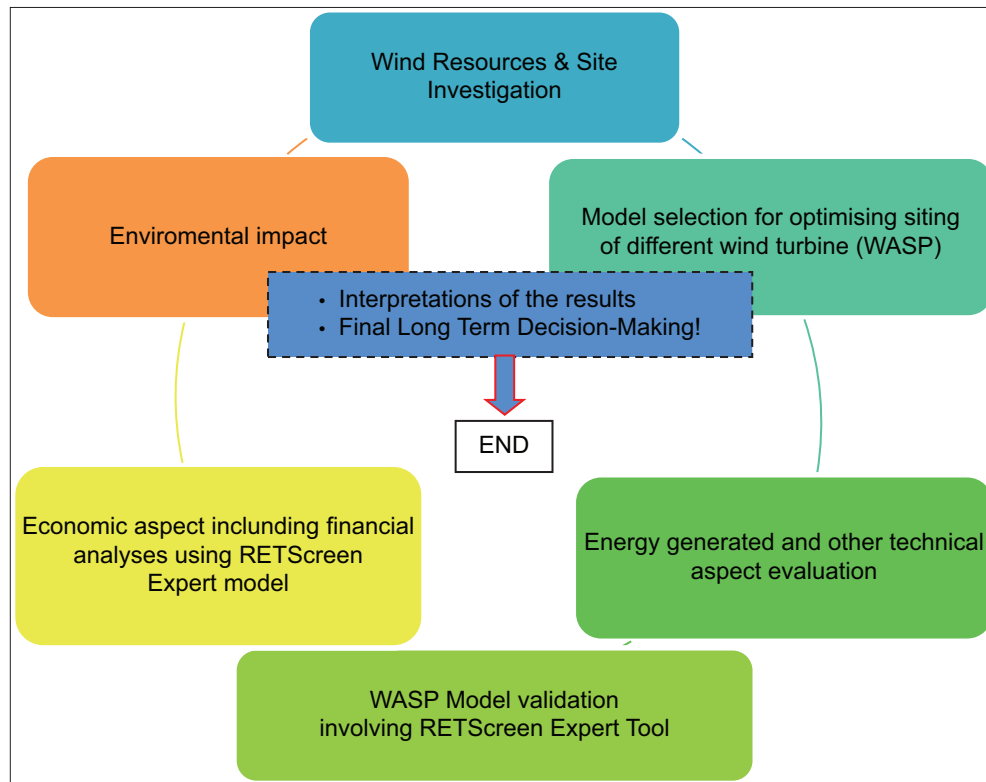 Wind Resources & Site
Investigation
Enviromental impact
Model selection for optimising siting
of different wind turbine (WASP)
• Interpretations of the results
• Final Long Term Decision-Making!
END
Economic aspect inclunding financial
analyses using RETScreen
Expert model
Energy generated and other technical
aspect evaluation
WASP Model validation
involving RETScreen Expert Tool